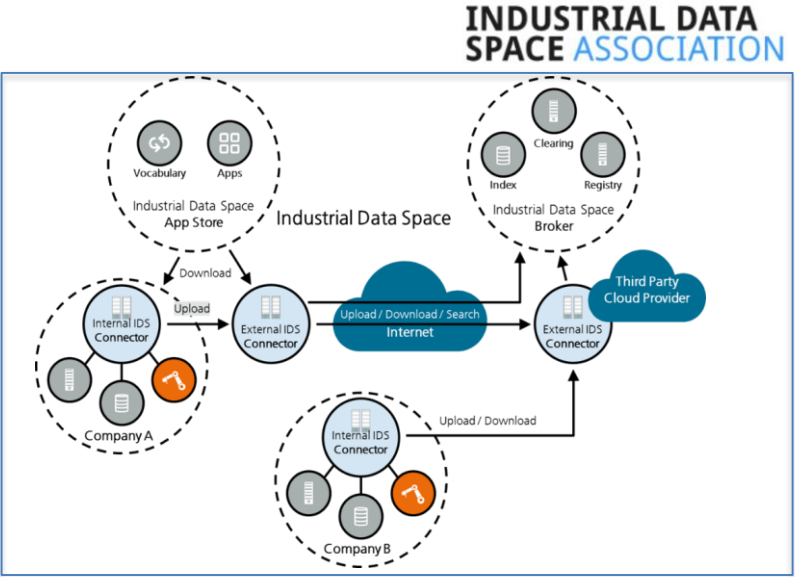 INDUSTRIAL DATA
SPACE ASSOCIATION
Clearing
Vocabulary
Apps
Index
Registry
Industrial Data Space
App Store
Industrial Data Space
Industrial Data Space
Broker
Download
Third Party
Cloud Provider
Upload
Internal IDS
Connector
External IDS
Connector
Upload / Download / Search
Internet
External IDS
Connector
Company A
Upload / Download
Internal IDS
Connector
Company B